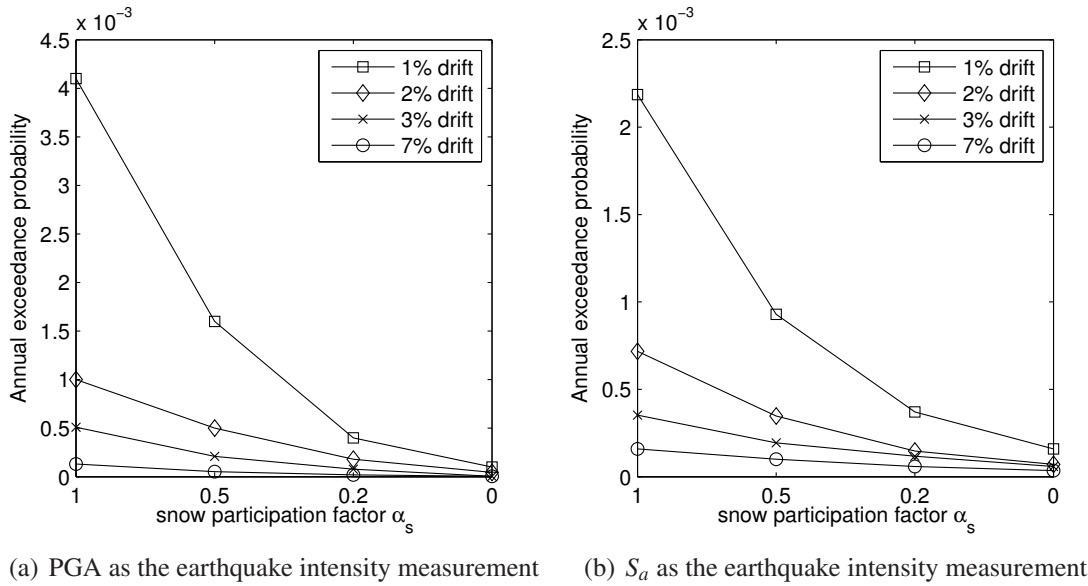 x 10⁻³
4.5
4
3.5
3
2.5
2
1.5
1
0.5
0
Annual exceedance probability
1% drift
2% drift
3% drift
7% drift
1 0.5 0.2 0
snow participation factor αₛ
(a) PGA as the earthquake intensity measurement
x 10⁻³
2.5
2
1.5
1
0.5
0
Annual exceedance probability
1% drift
2% drift
3% drift
7% drift
1 0.5 0.2 0
snow participation factor αₛ
(b) Sₐ as the earthquake intensity measurement